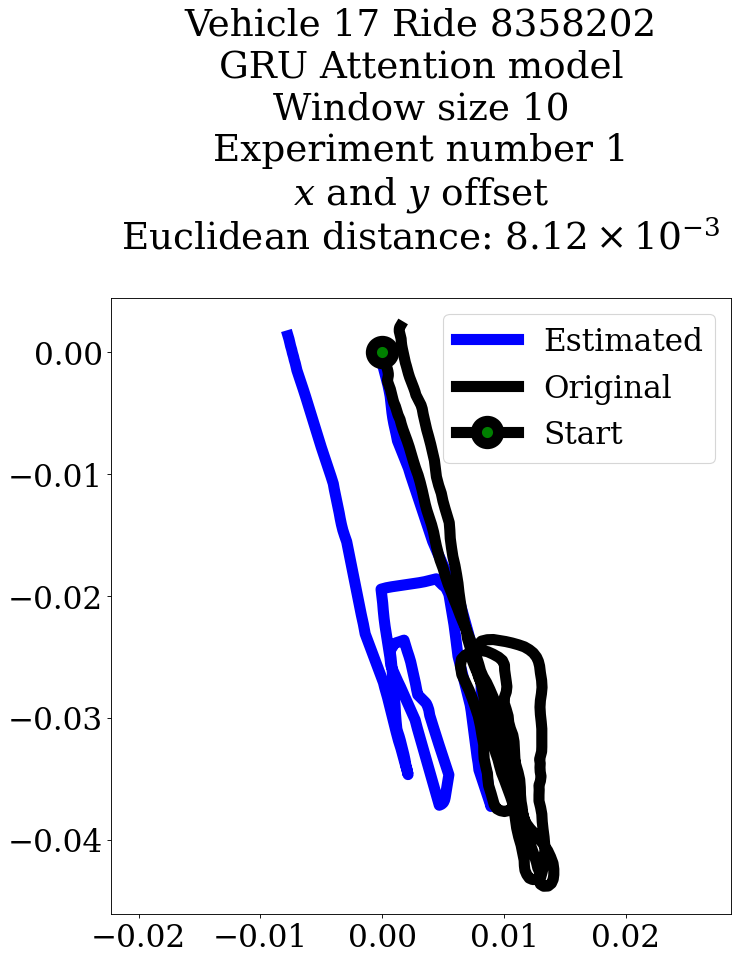 Vehicle 17 Ride 8358202
GRU Attention model
Window size 10
Experiment number 1
x and y offset
Euclidean distance: 8.12 × 10⁻³
Estimated
Original
Start
0.00
−0.01
−0.02
−0.03
−0.04
−0.02 −0.01 0.00 0.01 0.02